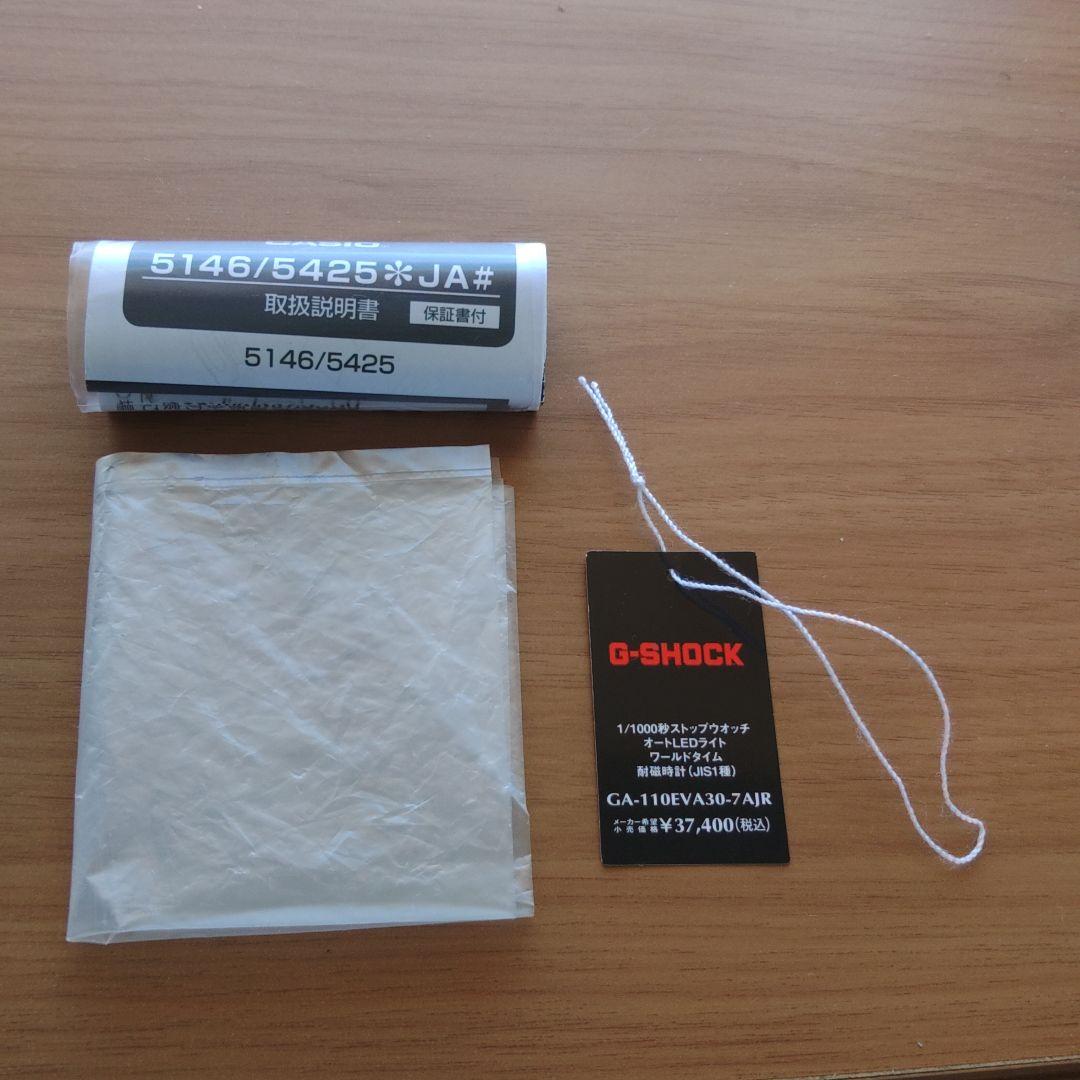 CASIO
5146/5425✻JA#
取扱説明書 保証書付
5146/5425
G-SHOCK
1/1000秒ストップウオッチ
オートLEDライト
ワールドタイム
耐磁時計(JIS1種)
GA-110EVA30-7AJR
メーカー希望小売価格 ¥37,400(税込)